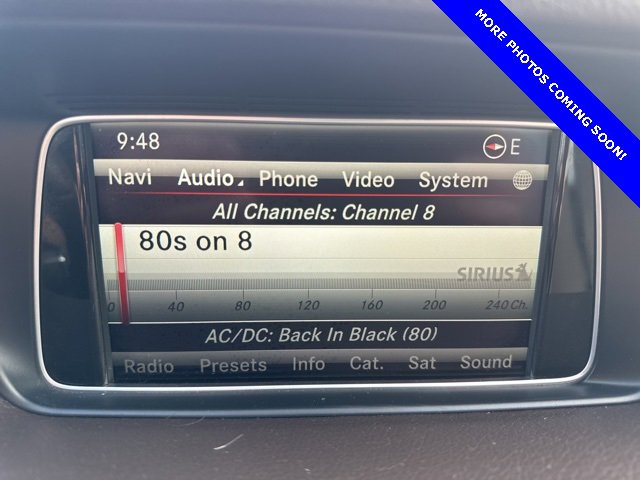 MORE PHOTOS COMING SOON!
9:48 E
Navi Audio Phone Video System
All Channels: Channel 8
80s on 8
SIRIUS
0 40 80 120 160 200 240 Ch.
AC/DC: Back In Black (80)
Radio Presets Info Cat. Sat Sound